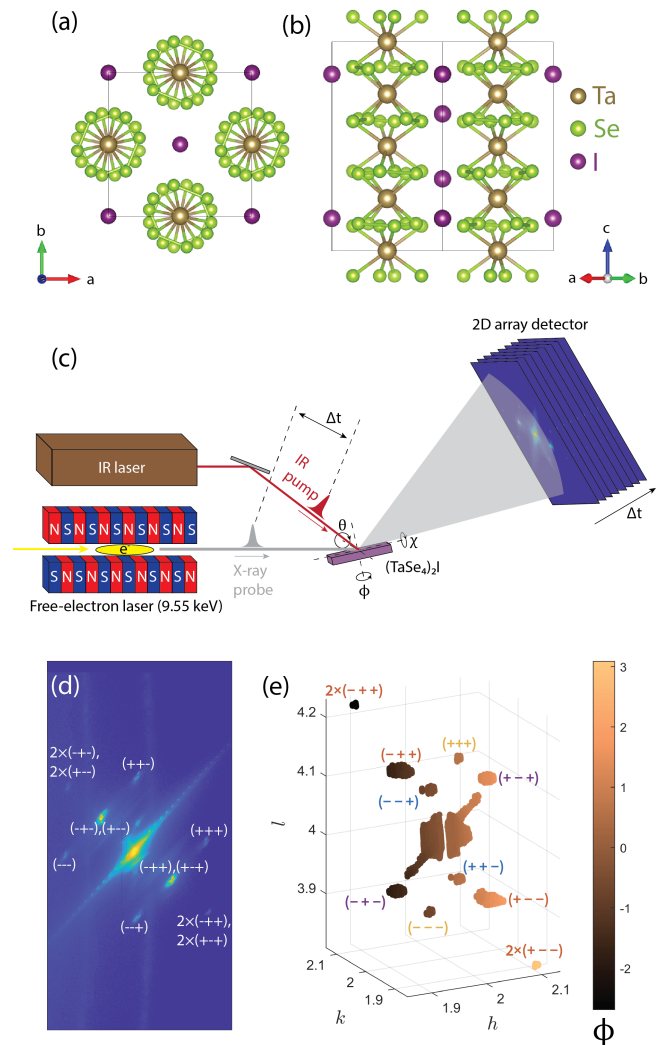 (a)
(b)
Ta
Se
I
b
a
c
a
b
2D array detector
(c)
Δt
IR laser
IR pump
θ
N S N S N S N S N S
e⁻
S N S N S N S N S N
X-ray
probe
χ
(TaSe₄)₂I
ϕ
Δt
Free-electron laser (9.55 keV)
(d)
2×(-+-),
2×(+--)
(++-)
(-+-),(+--)
(+++)
(---)
(-++),(+-+)
(--+)
2×(-++),
2×(+-+)
(e)
2×(-++)
4.2
(+++)
(-++)
(+-+)
4.1
(--+)
l
4
(++-)
3.9
(-+-)
(+--)
(---)
2×(+--)
2.1
2
1.9
k
1.9
2
2.1
h
3
2
1
0
-1
-2
ϕ